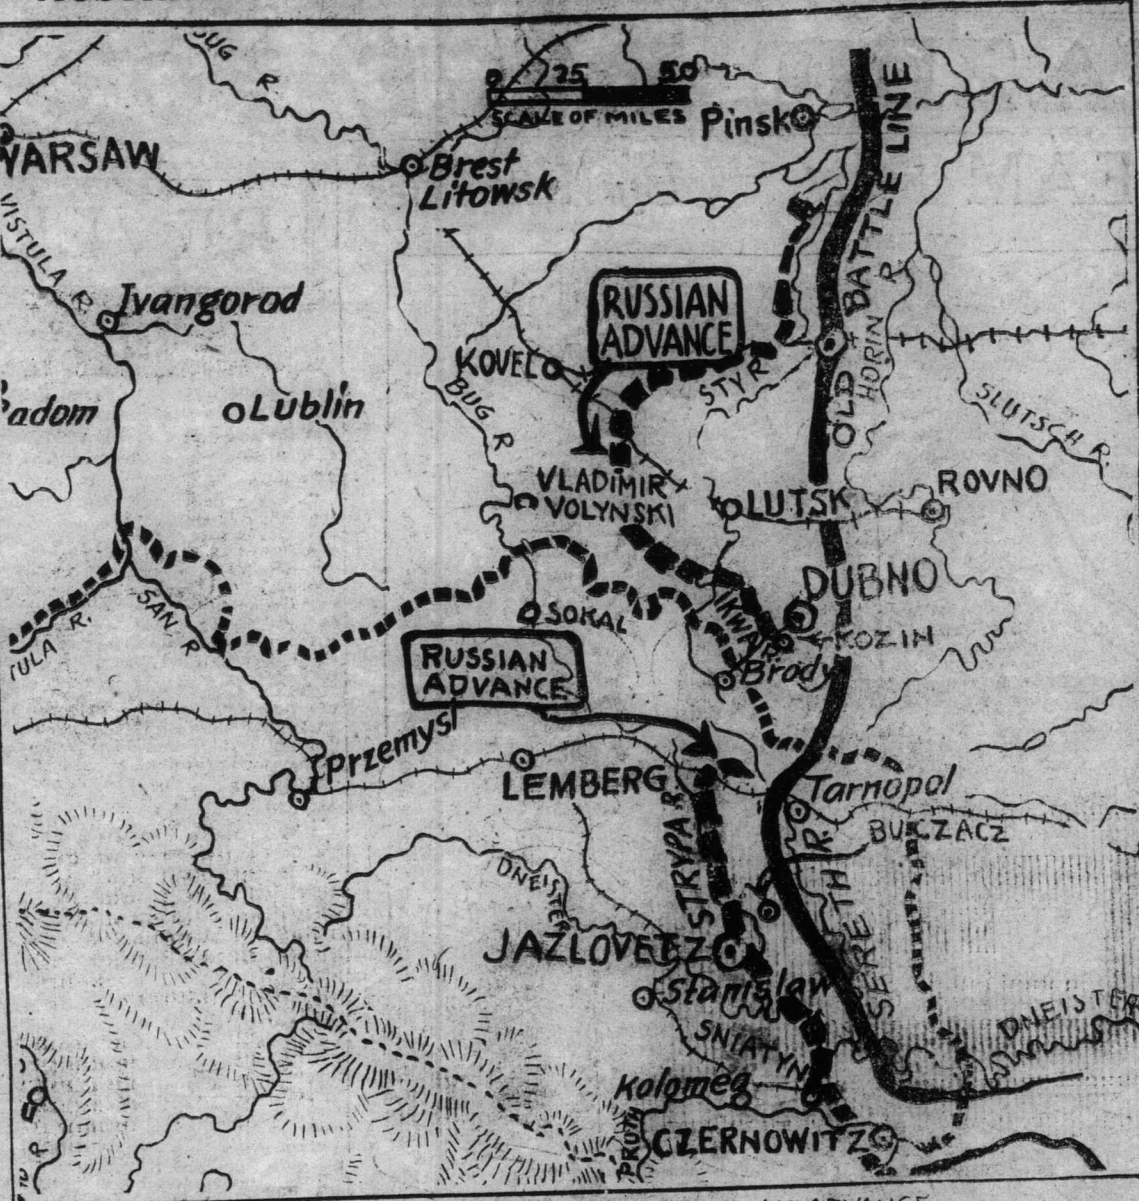 BUG R.
0 25 50
SCALE OF MILES
Pinsk
WARSAW
Brest
Litowsk
OLD BATTLE LINE
VISTULA R.
Ivangorod
RUSSIAN
ADVANCE
HORIN R.
KOVEL
STYR
BUG R.
adom
Lublin
SLUTSCH R.
VLADIMIR
VOLYNSKI
LUTSK
ROVNO
DUBNO
SAN R.
TULA R.
SOKAL
IKWA R.
KOZIN
Brody
RUSSIAN
ADVANCE
Przemysl
LEMBERG
Tarnopol
BUCZACZ
STRYPA R.
SERETH R.
DNEISTER
JAZLOVETZ
Stanislaw
DNEISTER
SNIATYN
Kolomea
PRUTH
CZERNOWITZ
R
ADVANCE